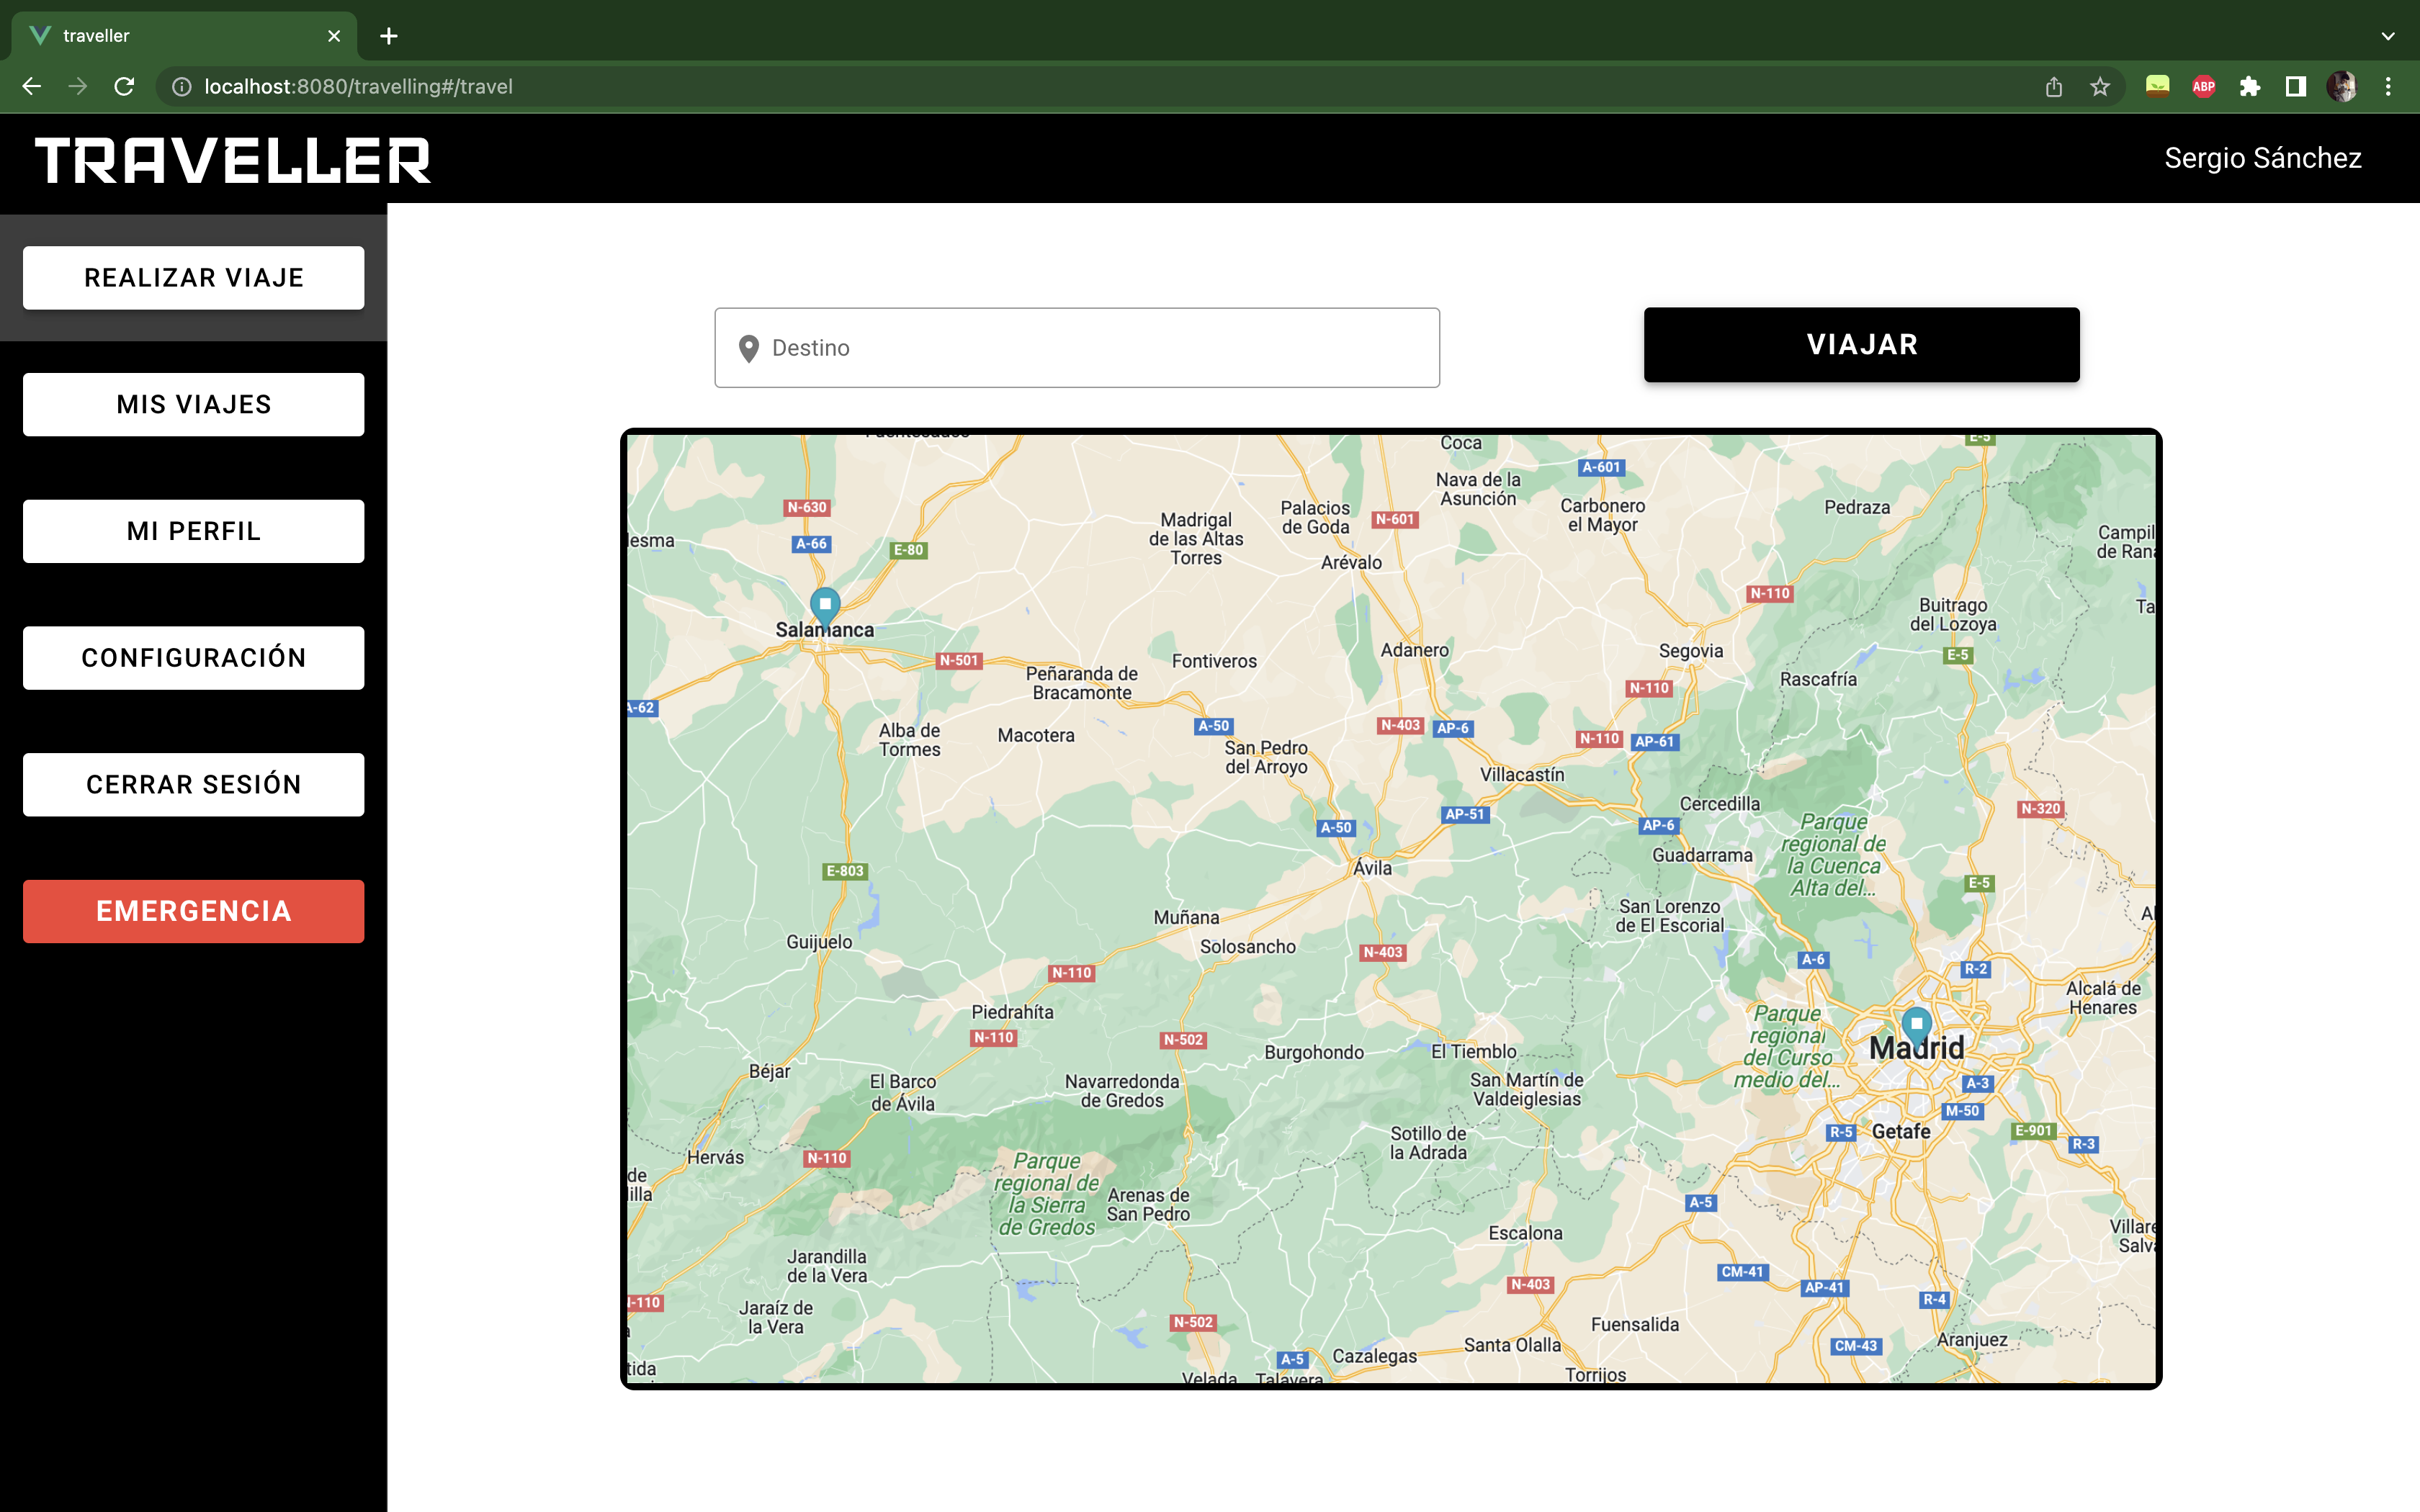 traveller
localhost:8080/travelling#/travel
ABP
TRAVELLER
Sergio Sánchez
REALIZAR VIAJE
MIS VIAJES
MI PERFIL
CONFIGURACIÓN
CERRAR SESIÓN
EMERGENCIA
Destino
VIAJAR
Coca
E-5
A-601
Nava de la
Asunción
N-630
Palacios
de Goda
N-601
Carbonero
el Mayor
Pedraza
Madrigal
de las Altas
Torres
A-66
E-80
lesma
Campil
de Rana
Arévalo
N-110
Buitrago
del Lozoya
Ta
Salamanca
N-501
Fontiveros
Adanero
Segovia
E-5
Peñaranda de
Bracamonte
Rascafría
N-110
A-62
Alba de
Tormes
Macotera
A-50
N-403
AP-6
N-110
AP-61
San Pedro
del Arroyo
Villacastín
Cercedilla
N-320
AP-51
A-50
AP-6
Parque
regional de
la Cuenca
Alta del...
Guadarrama
Ávila
E-803
E-5
San Lorenzo
de El Escorial
Muñana
Guijuelo
Solosancho
N-403
A-6
R-2
N-110
Alcalá de
Henares
Piedrahíta
N-110
N-502
Parque
regional
del Curso
medio del...
Burgohondo
El Tiemblo
Madrid
Béjar
El Barco
de Ávila
Navarredonda
de Gredos
San Martín de
Valdeiglesias
A-3
M-50
R-5
Getafe
E-901
R-3
Sotillo de
la Adrada
Hervás
N-110
Parque
regional de
la Sierra
de Gredos
de
illa
Arenas de
San Pedro
A-5
Escalona
Villare
Salva
Jarandilla
de la Vera
CM-41
N-403
AP-41
R-4
N-110
Jaraíz de
la Vera
N-502
Fuensalida
Santa Olalla
CM-43
Aranjuez
A-5
Cazalegas
tida
Velada
Talavera
Torrijos